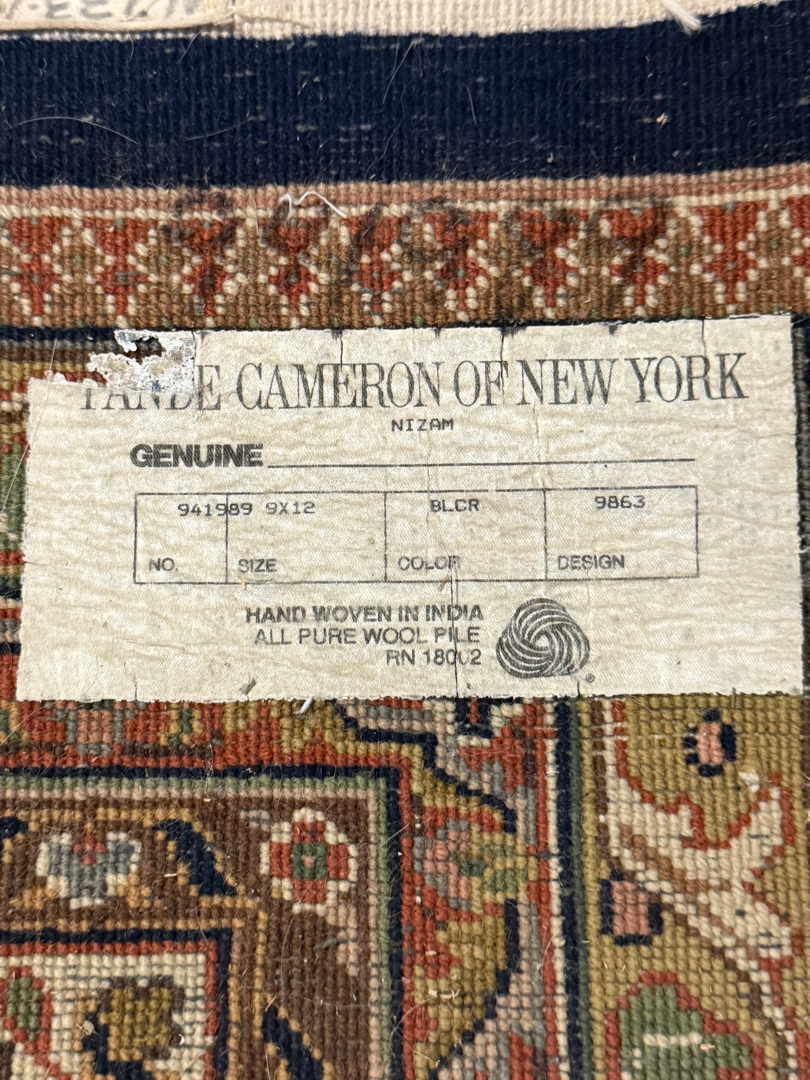 CAMERON OF NEW YORK
NIZAM
GENUINE
941989 9X12 BLCR 9863
NO. SIZE COLOR DESIGN
HAND WOVEN IN INDIA
ALL PURE WOOL PILE
RN 18002